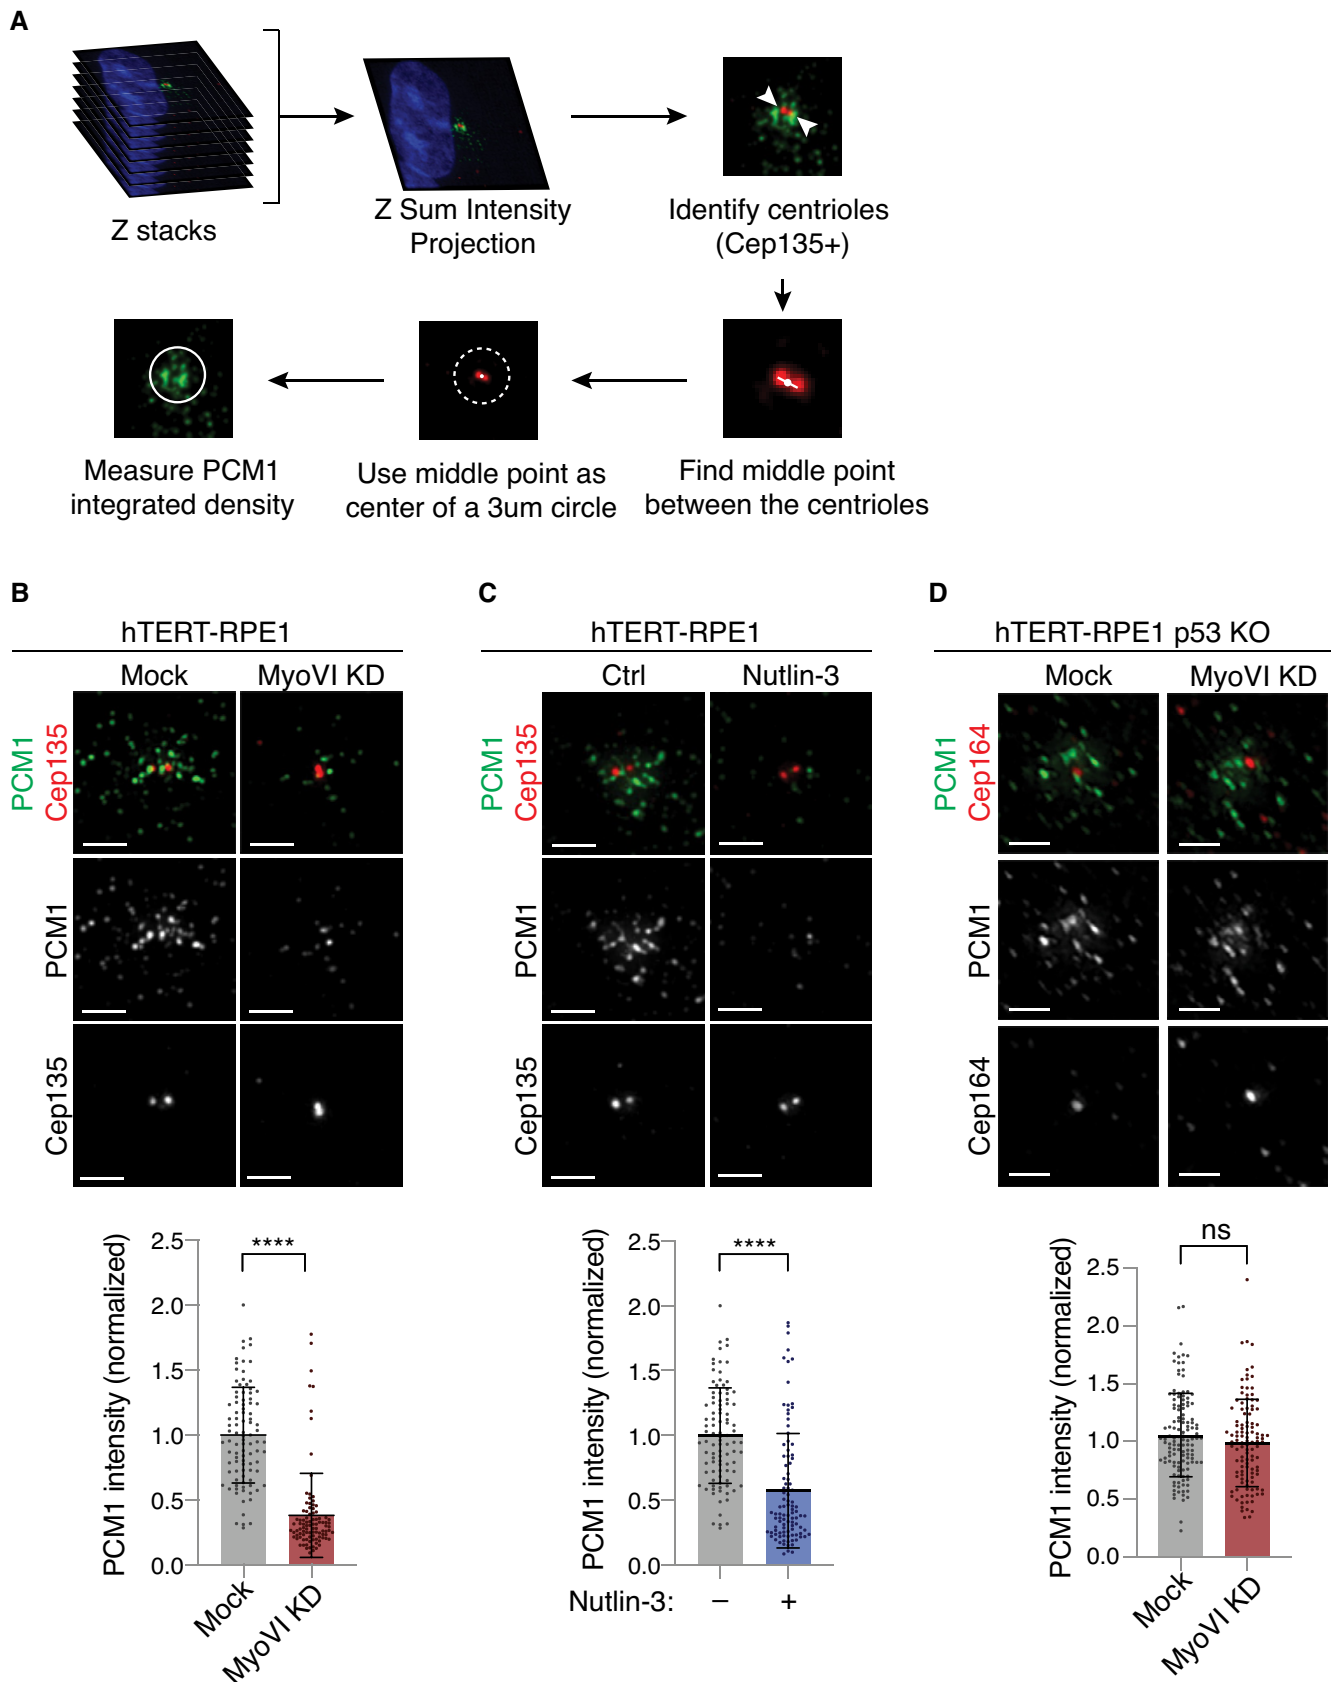 A
Z stacks
Z Sum Intensity
Projection
Identify centrioles
(Cep135+)
Measure PCM1
integrated density
Use middle point as
center of a 3um circle
Find middle point
between the centrioles
B
hTERT-RPE1
Mock MyoVI KD
PCM1
Cep135
PCM1
Cep135
PCM1 intensity (normalized)
2.5
2.0
1.5
1.0
0.5
0.0
****
Mock
MyoVI KD
C
hTERT-RPE1
Ctrl Nutlin-3
PCM1
Cep135
PCM1
Cep135
PCM1 intensity (normalized)
2.5
2.0
1.5
1.0
0.5
0.0
****
Nutlin-3: – +
D
hTERT-RPE1 p53 KO
Mock MyoVI KD
PCM1
Cep164
PCM1
Cep164
PCM1 intensity (normalized)
2.5
2.0
1.5
1.0
0.5
0.0
ns
Mock
MyoVI KD